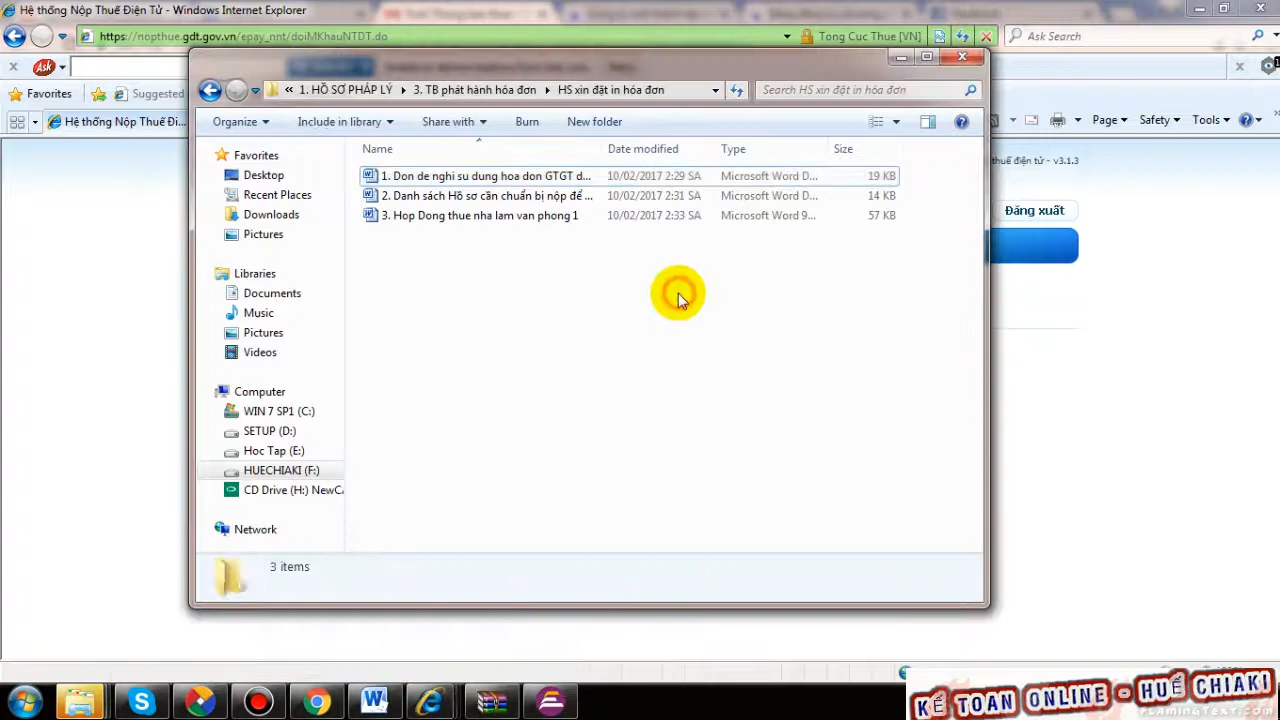 Hệ thống Nộp Thuế Điện Tử - Windows Internet Explorer
https://nopthue.gdt.gov.vn/epay_nnt/doiMKhauNTDT.do
Tong Cuc Thue [VN]
Ask Search
Ask
Favorites
Suggested
Hệ thống Nộp Thuế Đi...
Page
Safety
Tools
thuế điện tử - v3.1.3
Đăng xuất
« 1. HỒ SƠ PHÁP LÝ
3. TB phát hành hóa đơn
HS xin đặt in hóa đơn
Search HS xin đặt in hóa đơn
Organize
Include in library
Share with
Burn
New folder
Name
Date modified
Type
Size
1. Don de nghi su dung hoa don GTGT d...
10/02/2017 2:29 SA
Microsoft Word D...
19 KB
2. Danh sách Hồ sơ cần chuẩn bị nộp để ...
10/02/2017 2:31 SA
Microsoft Word D...
14 KB
3. Hop Dong thue nha lam van phong 1
10/02/2017 2:33 SA
Microsoft Word 9...
57 KB
Favorites
Desktop
Recent Places
Downloads
Pictures
Libraries
Documents
Music
Pictures
Videos
Computer
WIN 7 SP1 (C:)
SETUP (D:)
Hoc Tap (E:)
HUECHIAKI (F:)
CD Drive (H:) NewCa
Network
3 items
KẾ TOÁN ONLINE - HUẾ CHIAKI
FLAMINGTEXT.COM